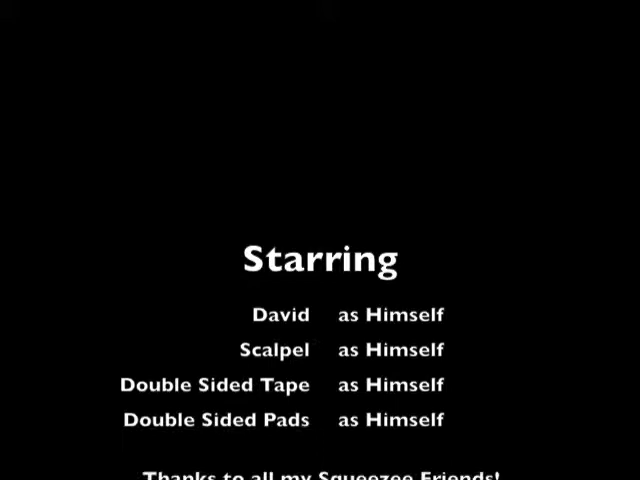 Starring
David as Himself
Scalpel as Himself
Double Sided Tape as Himself
Double Sided Pads as Himself
Thanks to all my Squeezee Friends!